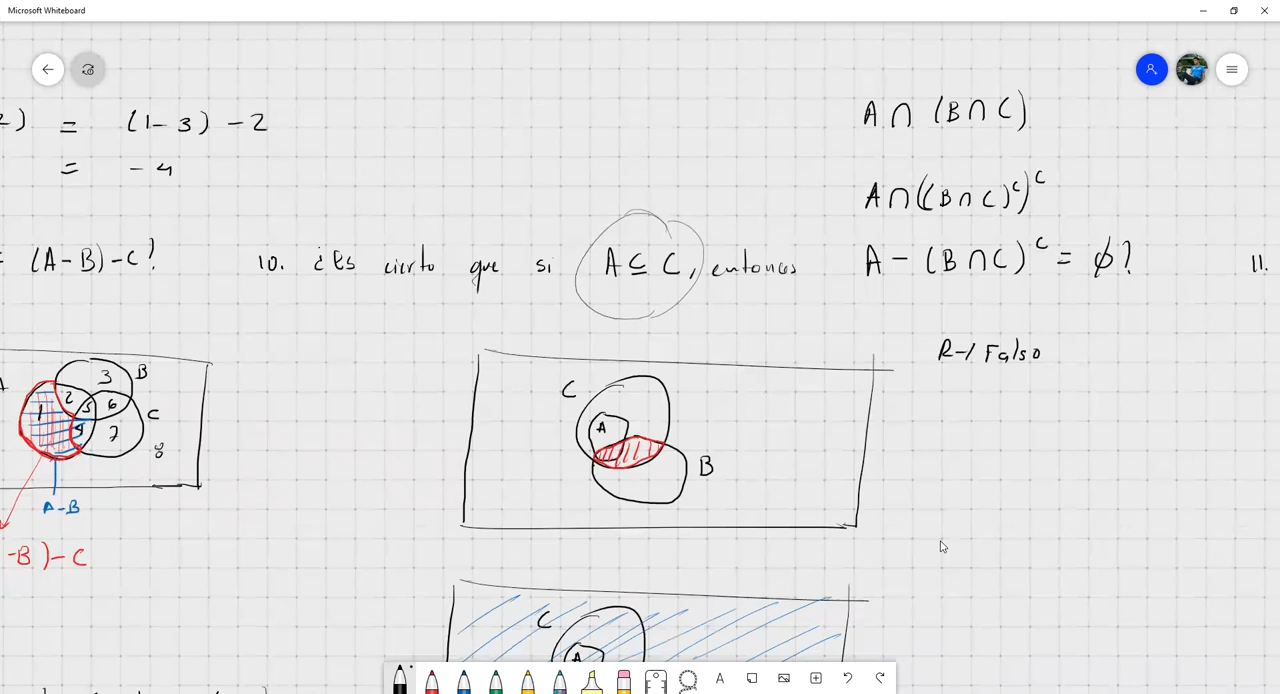 Microsoft Whiteboard
A ∩ (B ∩ C)
2) = (1-3) - 2
= - 4
A ∩ ((B ∩ C)^c)^c
= (A-B)-C?
10. ¿Es cierto que si A ⊆ C, entonces A - (B ∩ C)^c = ∅?
11.
R-/ Falso
1 2 3 4 5 6 7 8 B C
A-B
-B)-C
C A B
C A